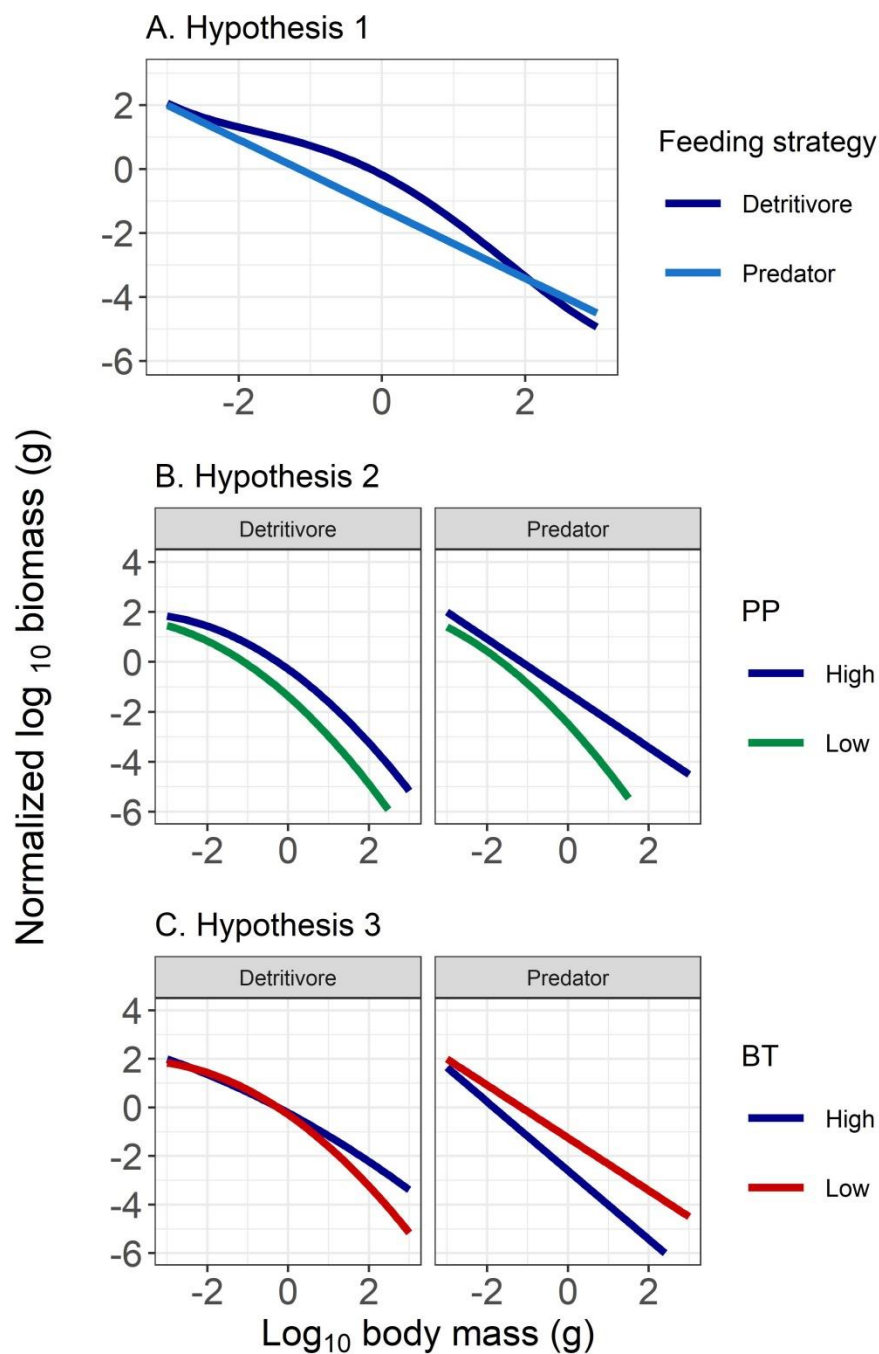 A. Hypothesis 1
2
0
-2
-4
-6
-2 0 2
Feeding strategy
Detritivore
Predator
Normalized log 10 biomass (g)
B. Hypothesis 2
Detritivore Predator
4
2
0
-2
-4
-6
-2 0 2 -2 0 2
PP
High
Low
C. Hypothesis 3
Detritivore Predator
4
2
0
-2
-4
-6
-2 0 2 -2 0 2
BT
High
Low
Log10 body mass (g)